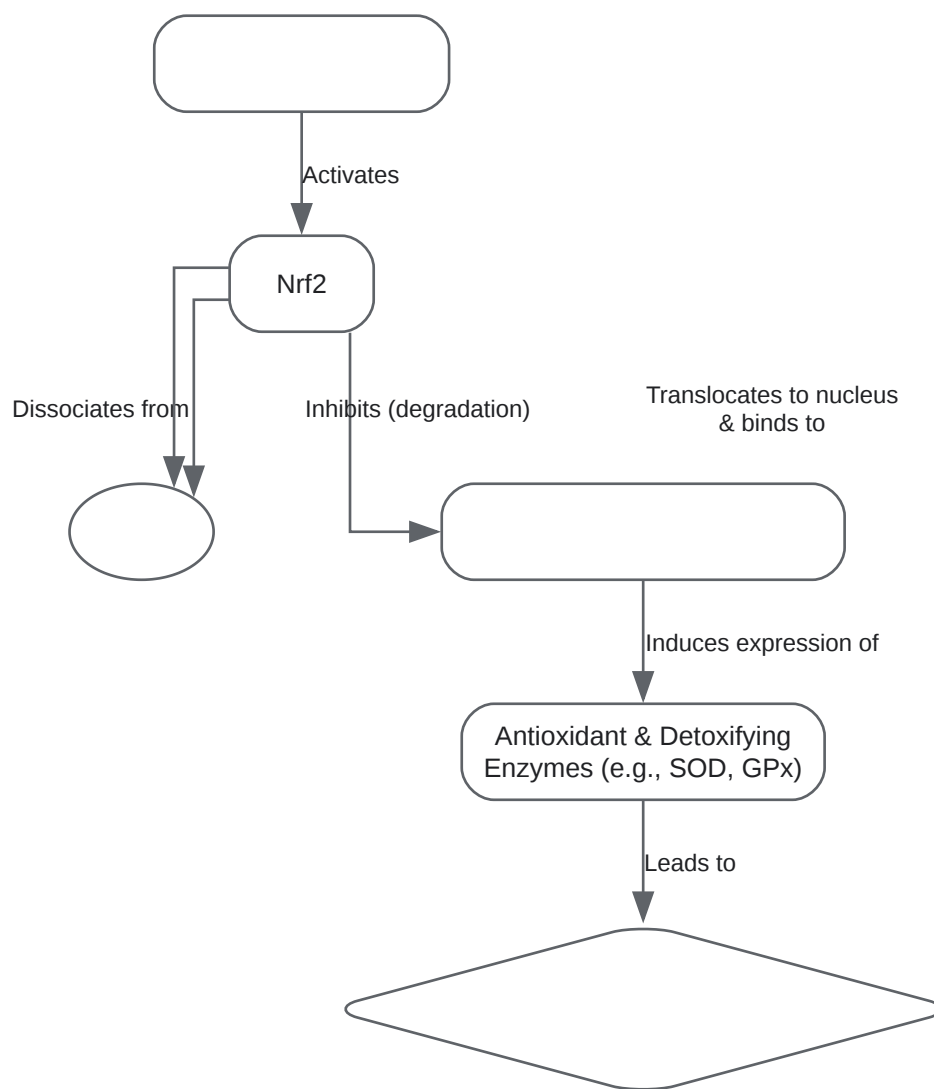 Activates
Nrf2
Dissociates from
Inhibits (degradation)
Translocates to nucleus
& binds to
Induces expression of
Antioxidant & Detoxifying
Enzymes (e.g., SOD, GPx)
Leads to